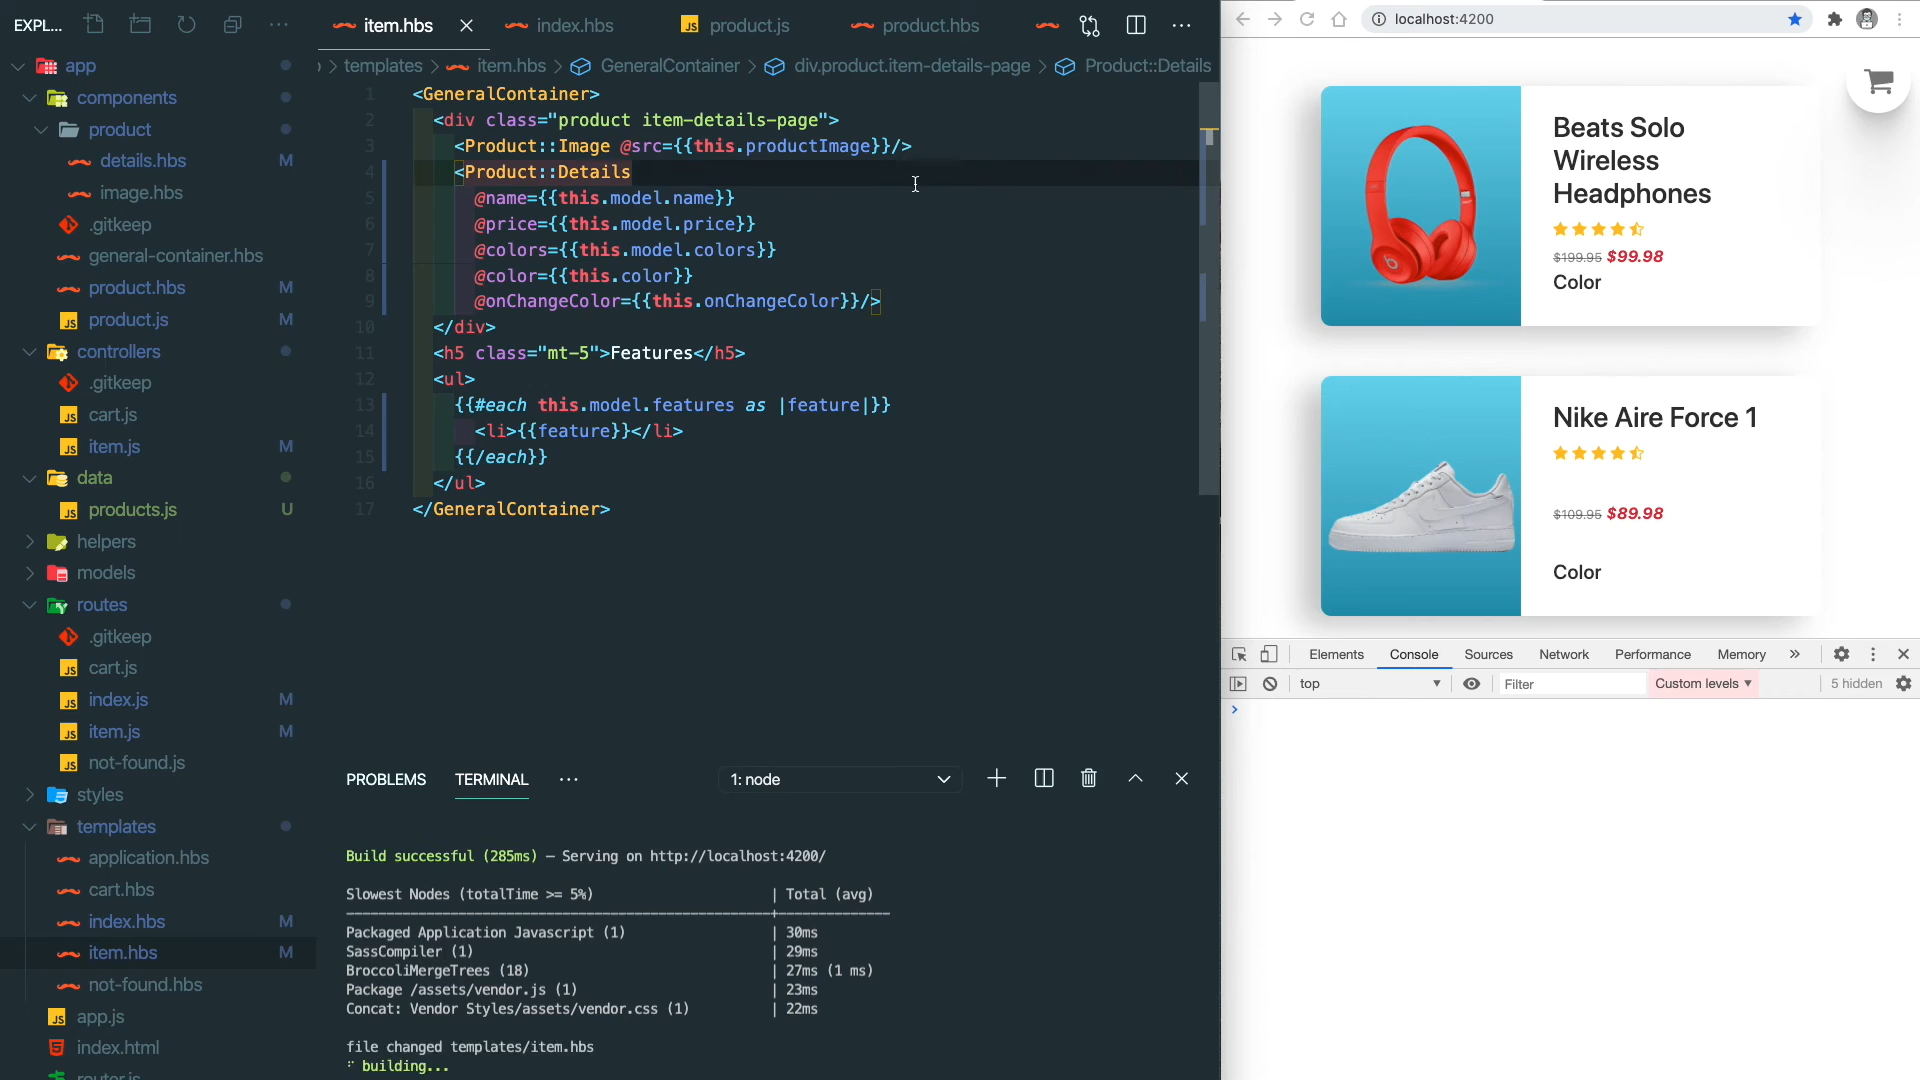 EXPL...
app
components
product
details.hbs M
image.hbs
.gitkeep
general-container.hbs
product.hbs M
product.js M
controllers
.gitkeep
cart.js
item.js M
data
products.js U
helpers
models
routes
.gitkeep
cart.js
index.js M
item.js M
not-found.js
styles
templates
application.hbs
cart.hbs
index.hbs M
item.hbs M
not-found.hbs
app.js
index.html
router.js
item.hbs index.hbs product.js product.hbs
templates > item.hbs > GeneralContainer > div.product.item-details-page > Product::Details
1 <GeneralContainer>
2 <div class="product item-details-page">
3 <Product::Image @src={{this.productImage}}/>
4 <Product::Details
5 @name={{this.model.name}}
6 @price={{this.model.price}}
7 @colors={{this.model.colors}}
8 @color={{this.color}}
9 @onChangeColor={{this.onChangeColor}}/>
10 </div>
11 <h5 class="mt-5">Features</h5>
12 <ul>
13 {{#each this.model.features as |feature|}}
14 <li>{{feature}}</li>
15 {{/each}}
16 </ul>
17 </GeneralContainer>
PROBLEMS TERMINAL ... 1: node
Build successful (285ms) – Serving on http://localhost:4200/
Slowest Nodes (totalTime >= 5%) | Total (avg)
Packaged Application Javascript (1) | 30ms
SassCompiler (1) | 29ms
BroccoliMergeTrees (18) | 27ms (1 ms)
Package /assets/vendor.js (1) | 23ms
Concat: Vendor Styles/assets/vendor.css (1) | 22ms
file changed templates/item.hbs
building...
localhost:4200
Beats Solo
Wireless
Headphones
$199.95 $99.98
Color
Nike Aire Force 1
$109.95 $89.98
Color
Elements Console Sources Network Performance Memory »
top Filter Custom levels 5 hidden